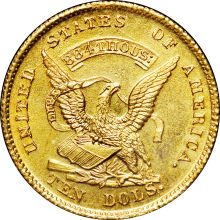 UNITED STATES OF AMERICA.
884 THOUS.
TEN DOLS.